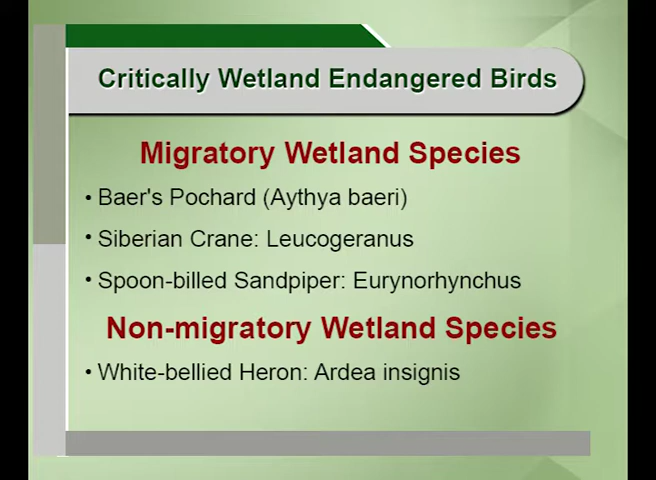 Critically Wetland Endangered Birds
Migratory Wetland Species
• Baer's Pochard (Aythya baeri)
• Siberian Crane: Leucogeranus
• Spoon-billed Sandpiper: Eurynorhynchus
Non-migratory Wetland Species
• White-bellied Heron: Ardea insignis